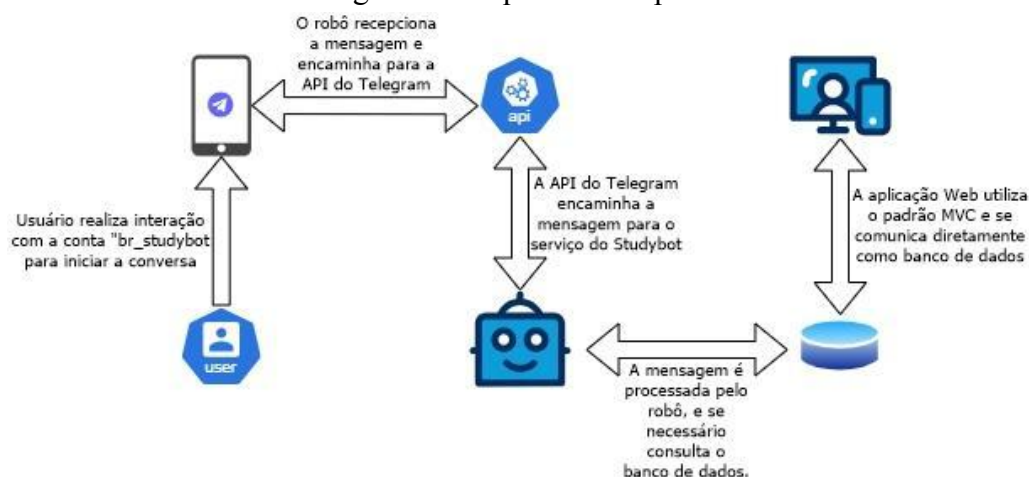 O robô recepciona
a mensagem e
encaminha para a
API do Telegram
api
A API do Telegram
encaminha a
mensagem para o
serviço do Studybot
A aplicação Web utiliza
o padrão MVC e se
comunica diretamente
como banco de dados
Usuário realiza interação
com a conta "br_studybot
para iniciar a conversa
user
A mensagem é
processada pelo
robô, e se
necessário
consulta o
banco de dados.